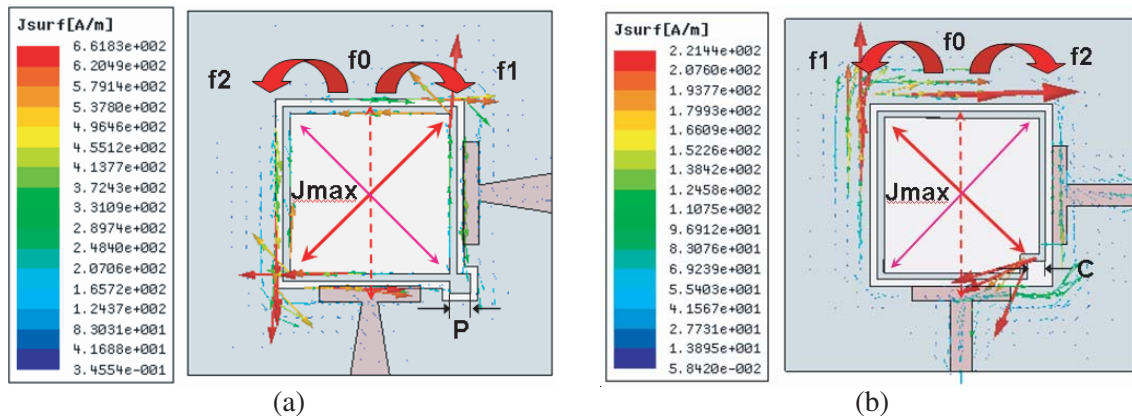 Jsurf[A/m]
6.6183e+002
6.2049e+002
5.7914e+002
5.3780e+002
4.9646e+002
4.5512e+002
4.1377e+002
3.7243e+002
3.3109e+002
2.8974e+002
2.4840e+002
2.0706e+002
1.6572e+002
1.2437e+002
8.3031e+001
4.1688e+001
3.4554e-001
f2
f0
f1
Jmax
P
(a)
Jsurf[A/m]
2.2144e+002
2.0760e+002
1.9377e+002
1.7993e+002
1.6609e+002
1.5226e+002
1.3842e+002
1.2458e+002
1.1075e+002
9.6912e+001
8.3076e+001
6.9239e+001
5.5403e+001
4.1567e+001
2.7731e+001
1.3895e+001
5.8420e-002
f1
f0
f2
Jmax
C
(b)